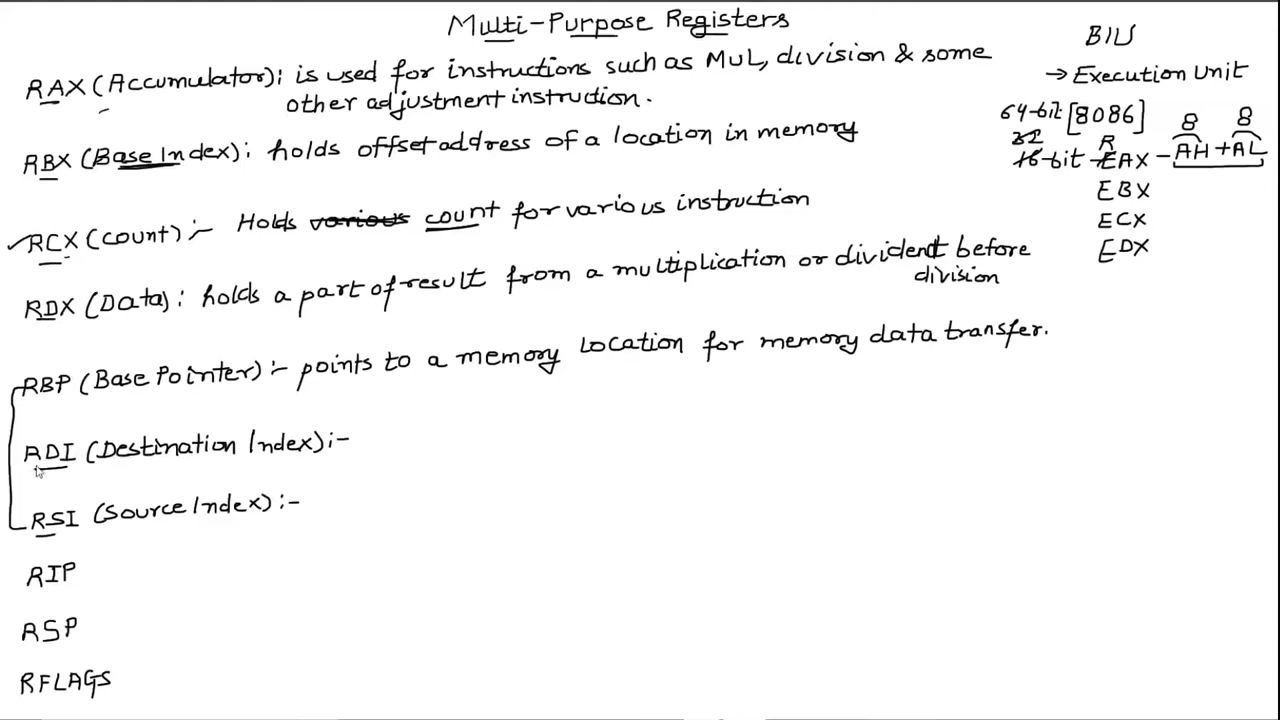 Multi-Purpose Registers
RAX (Accumulator): is used for instructions such as MUL, division & some
other adjustment instruction.
RBX (Base Index): holds offset address of a location in memory
RCX (Count):- Holds various count for various instruction
RDX (Data): holds a part of result from a multiplication or divident before
division
RBP (Base Pointer):- points to a memory location for memory data transfer.
RDI (Destination Index):-
RSI (Source Index):-
RIP
RSP
RFLAGS
BIU
→ Execution Unit
64-bit [8086] 8 8
32 R
16-bit - EAX - AH + AL
EBX
ECX
EDX